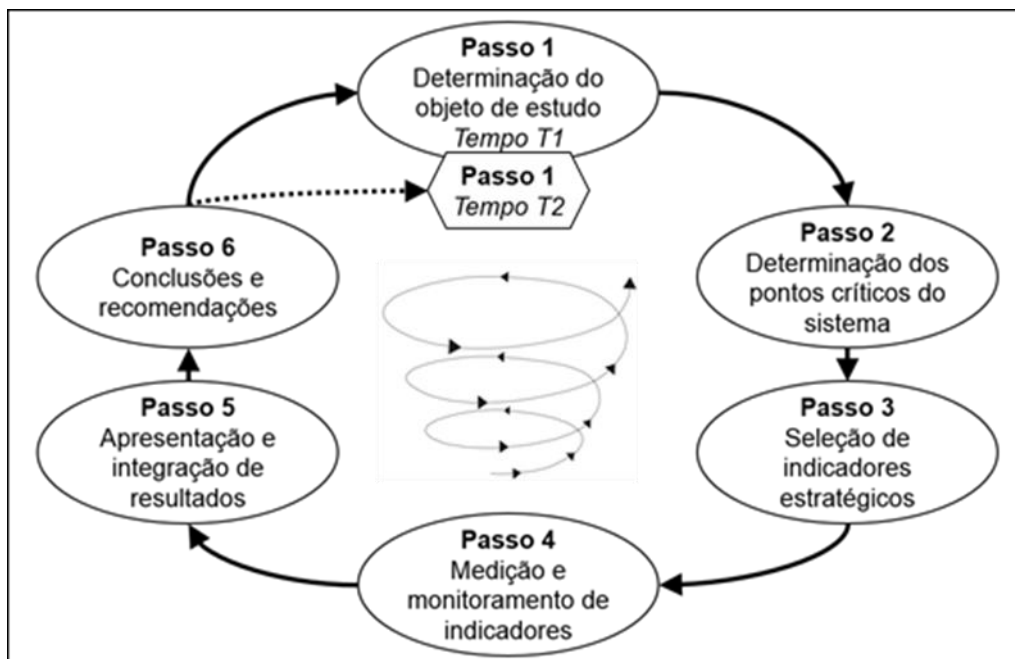 Passo 1
Determinação do
objeto de estudo
Tempo T1
Passo 1
Tempo T2
Passo 2
Determinação dos
pontos críticos do
sistema
Passo 3
Seleção de
indicadores
estratégicos
Passo 4
Medição e
monitoramento de
indicadores
Passo 5
Apresentação e
integração de
resultados
Passo 6
Conclusões e
recomendações